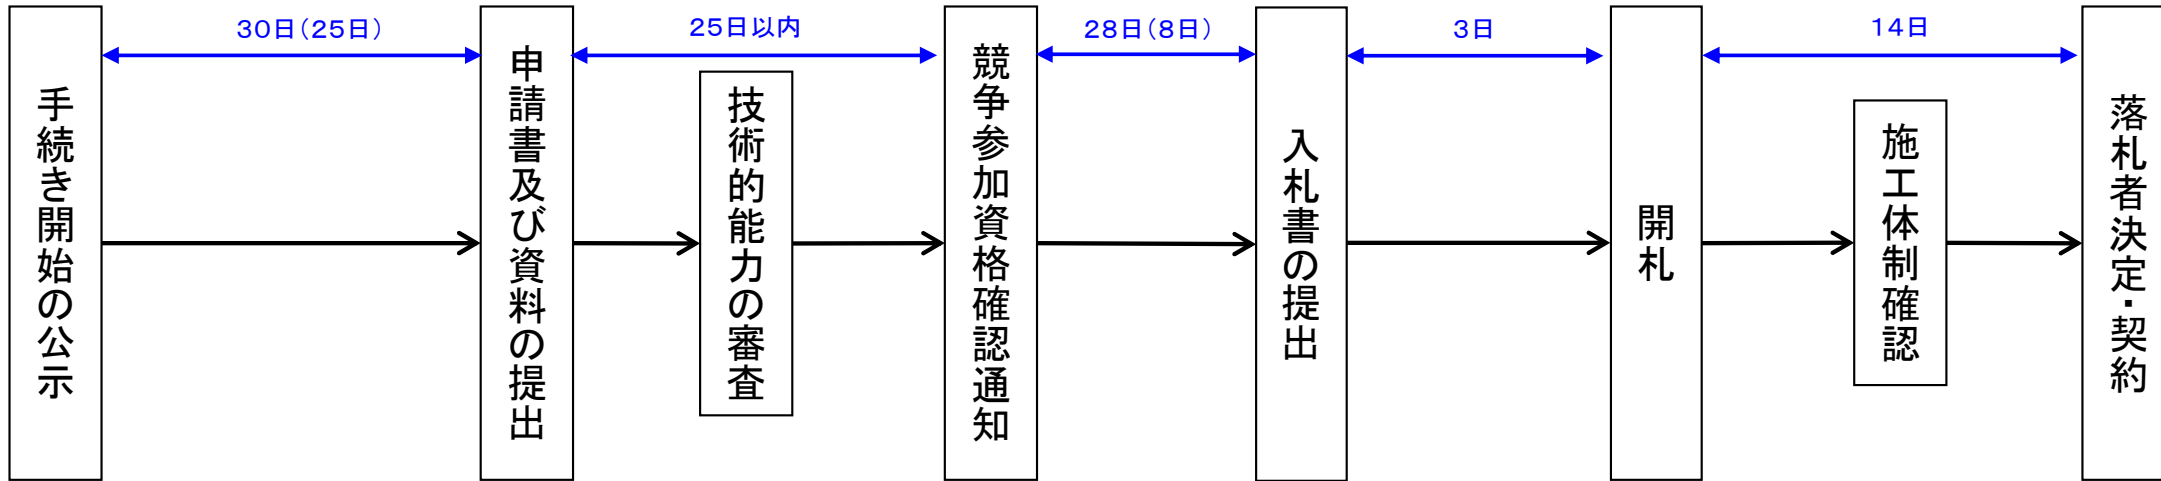 30日(25日)
25日以内
28日(8日)
3日
14日
手続き開始の公示
申請書及び資料の提出
技術的能力の審査
競争参加資格確認通知
入札書の提出
開札
施工体制確認
落札者決定・契約